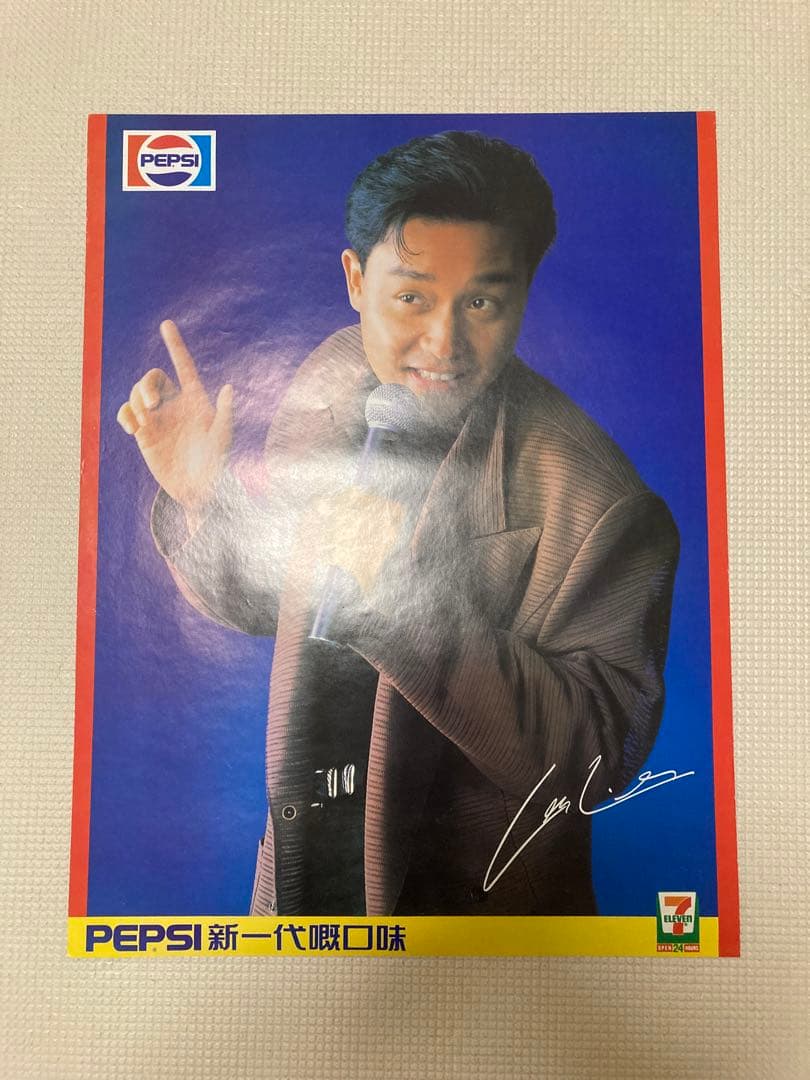 PEPSI
PEPSI 新一代嘅口味
7
ELEVEN
OPEN 24 HOURS